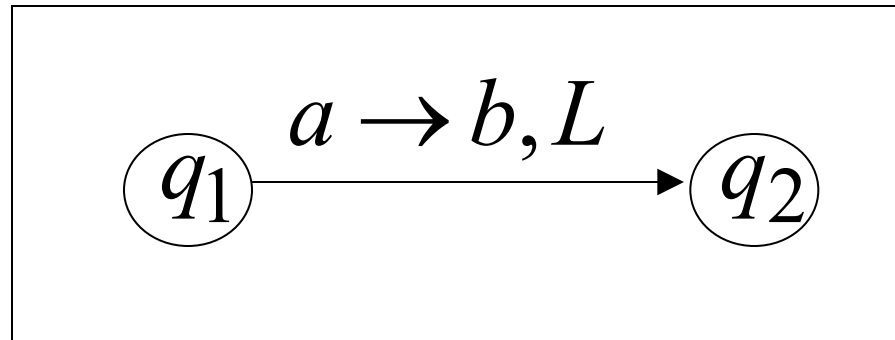 a → b, L
q₁ q₂